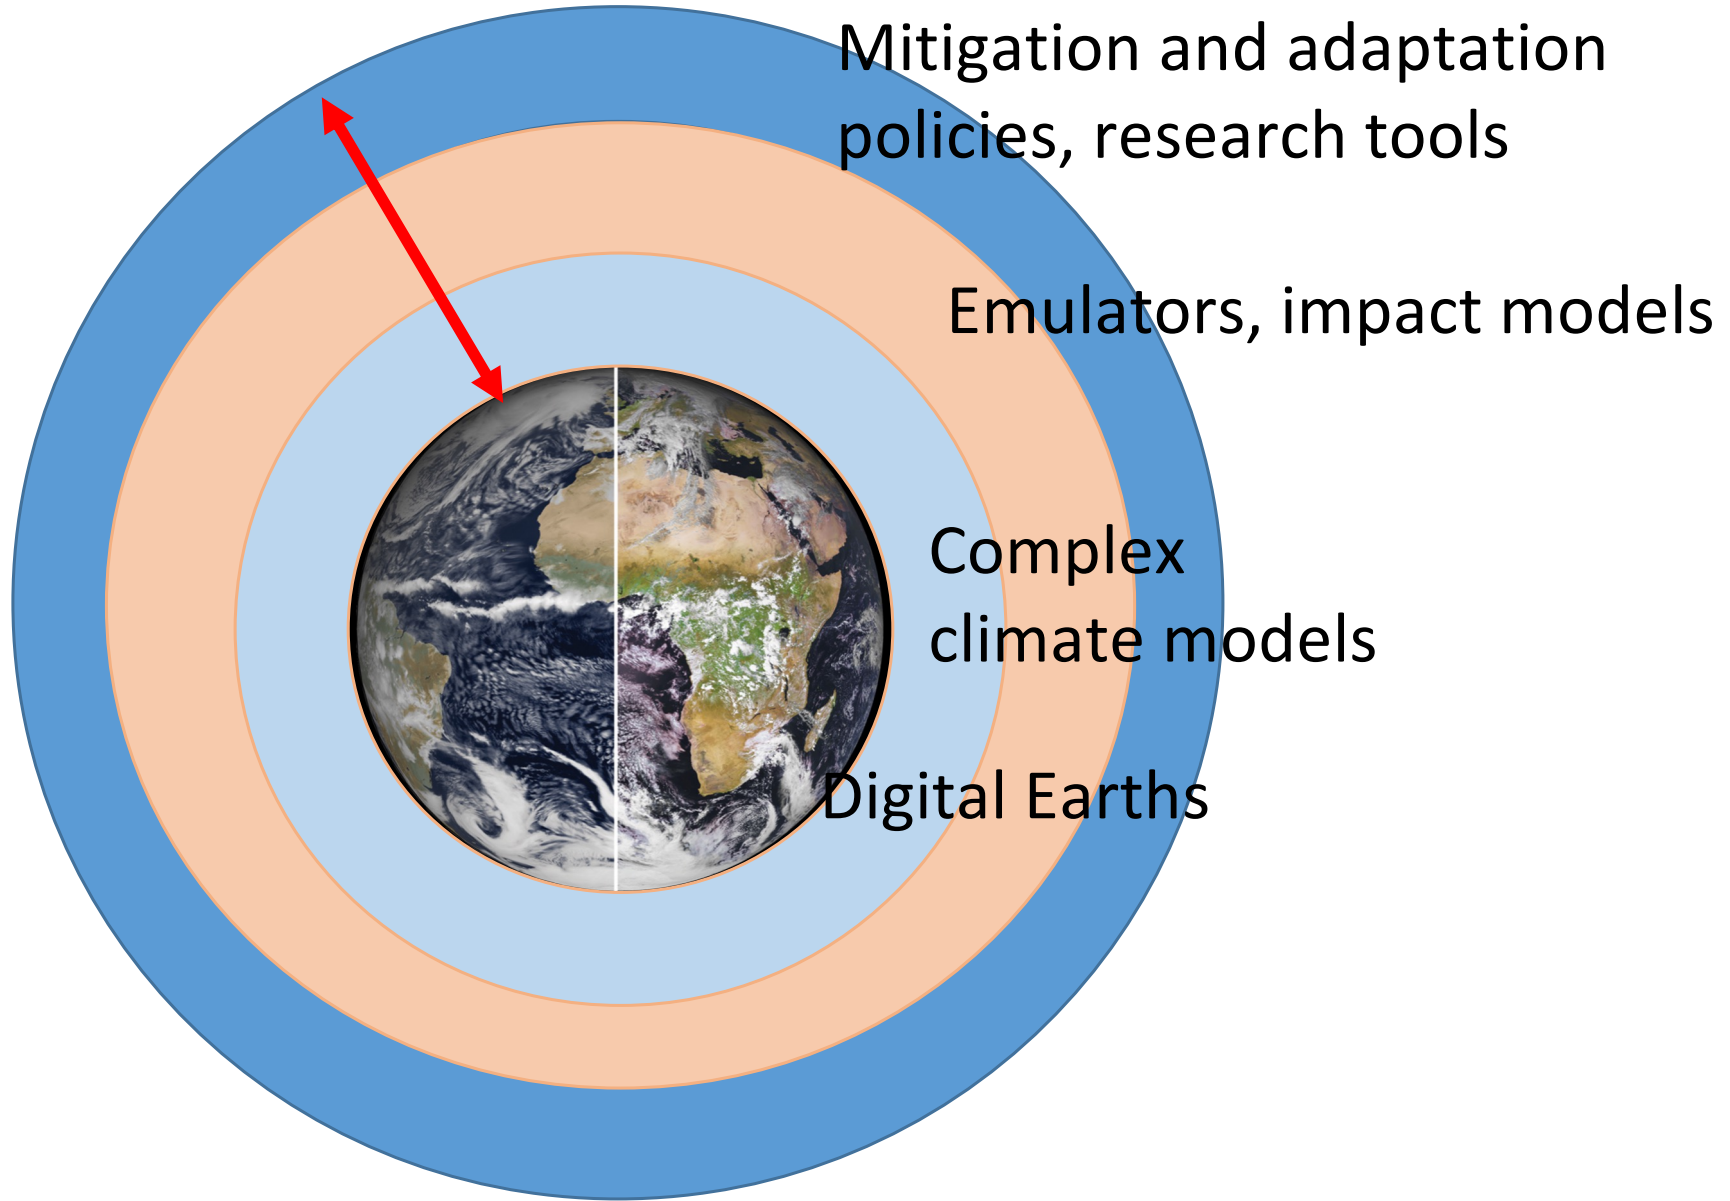 Mitigation and adaptation
policies, research tools
Emulators, impact models
Complex
climate models
Digital Earths